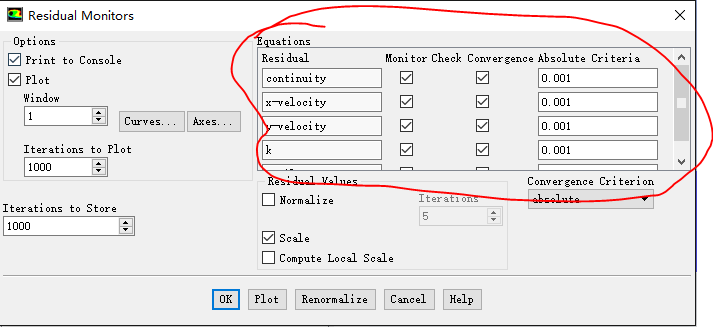 Residual Monitors
Options
Print to Console
Plot
Window
1
Curves...
Axes...
Iterations to Plot
1000
Iterations to Store
1000
Equations
Residual Monitor Check Convergence Absolute Criteria
continuity 0.001
x-velocity 0.001
y-velocity 0.001
k 0.001
Residual Values
Normalize
Iterations
5
Scale
Compute Local Scale
Convergence Criterion
absolute
OK Plot Renormalize Cancel Help